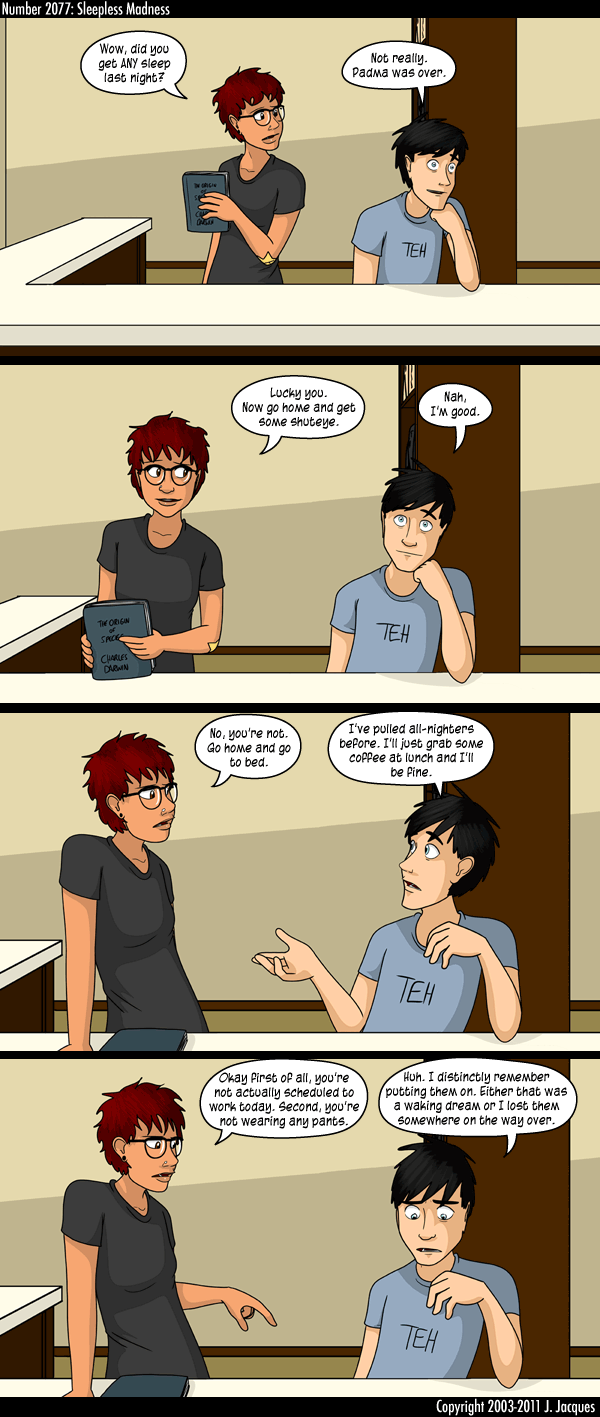 Number 2077: Sleepless Madness
Wow, did you
get ANY sleep
last night?
Not really.
Padma was over.
THE ORIGIN
OF
CHARLES
DARWIN
TEH
Lucky you.
Now go home and get
some shuteye.
Nah,
I'm good.
THE ORIGIN
OF
SPECIES
CHARLES
DARWIN
TEH
No, you're not.
Go home and go
to bed.
I've pulled all-nighters
before. I'll just grab some
coffee at lunch and I'll
be fine.
TEH
Okay first of all, you're
not actually scheduled to
work today. Second, you're
not wearing any pants.
Huh. I distinctly remember
putting them on. Either that was
a waking dream or I lost them
somewhere on the way over.
TEH
Copyright 2003-2011 J. Jacques